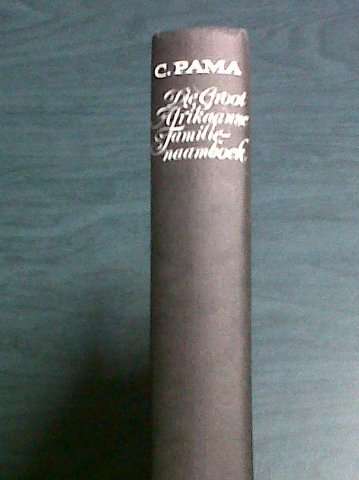 C. PAMA
Die Groot
Afrikaanse
Familie-
naamboek